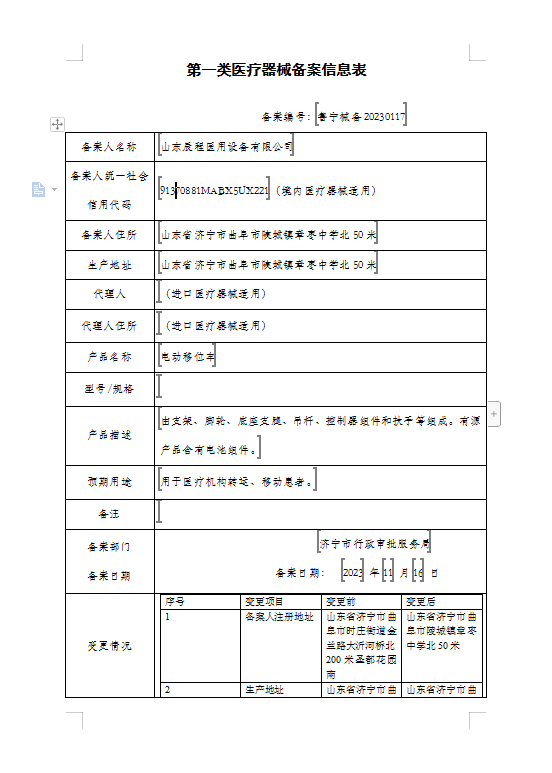 第一类医疗器械备案信息表
备案编号：鲁宁械备20230117
备案人名称 山东辰程医用设备有限公司
备案人统一社会
信用代码
91370881MABX5UX221（境内医疗器械适用）
备案人住所 山东省济宁市曲阜市陵城镇章枣中学北50米
生产地址 山东省济宁市曲阜市陵城镇章枣中学北50米
代理人 （进口医疗器械适用）
代理人住所 （进口医疗器械适用）
产品名称 电动移位车
型号/规格
产品描述
由支架、脚轮、底座支腿、吊杆、控制器组件和扶手等组成。有源
产品含有电池组件。
预期用途 用于医疗机构转运、移动患者。
备注
备案部门
备案日期
济宁市行政审批服务局
备案日期： 2023 年 11 月 16 日
变更情况
序号 变更项目 变更前 变更后
1 备案人注册地址
山东省济宁市曲
阜市时庄街道金
兰路大沂河桥北
200米圣都花园
南
山东省济宁市曲
阜市陵城镇章枣
中学北50米
2 生产地址 山东省济宁市曲 山东省济宁市曲